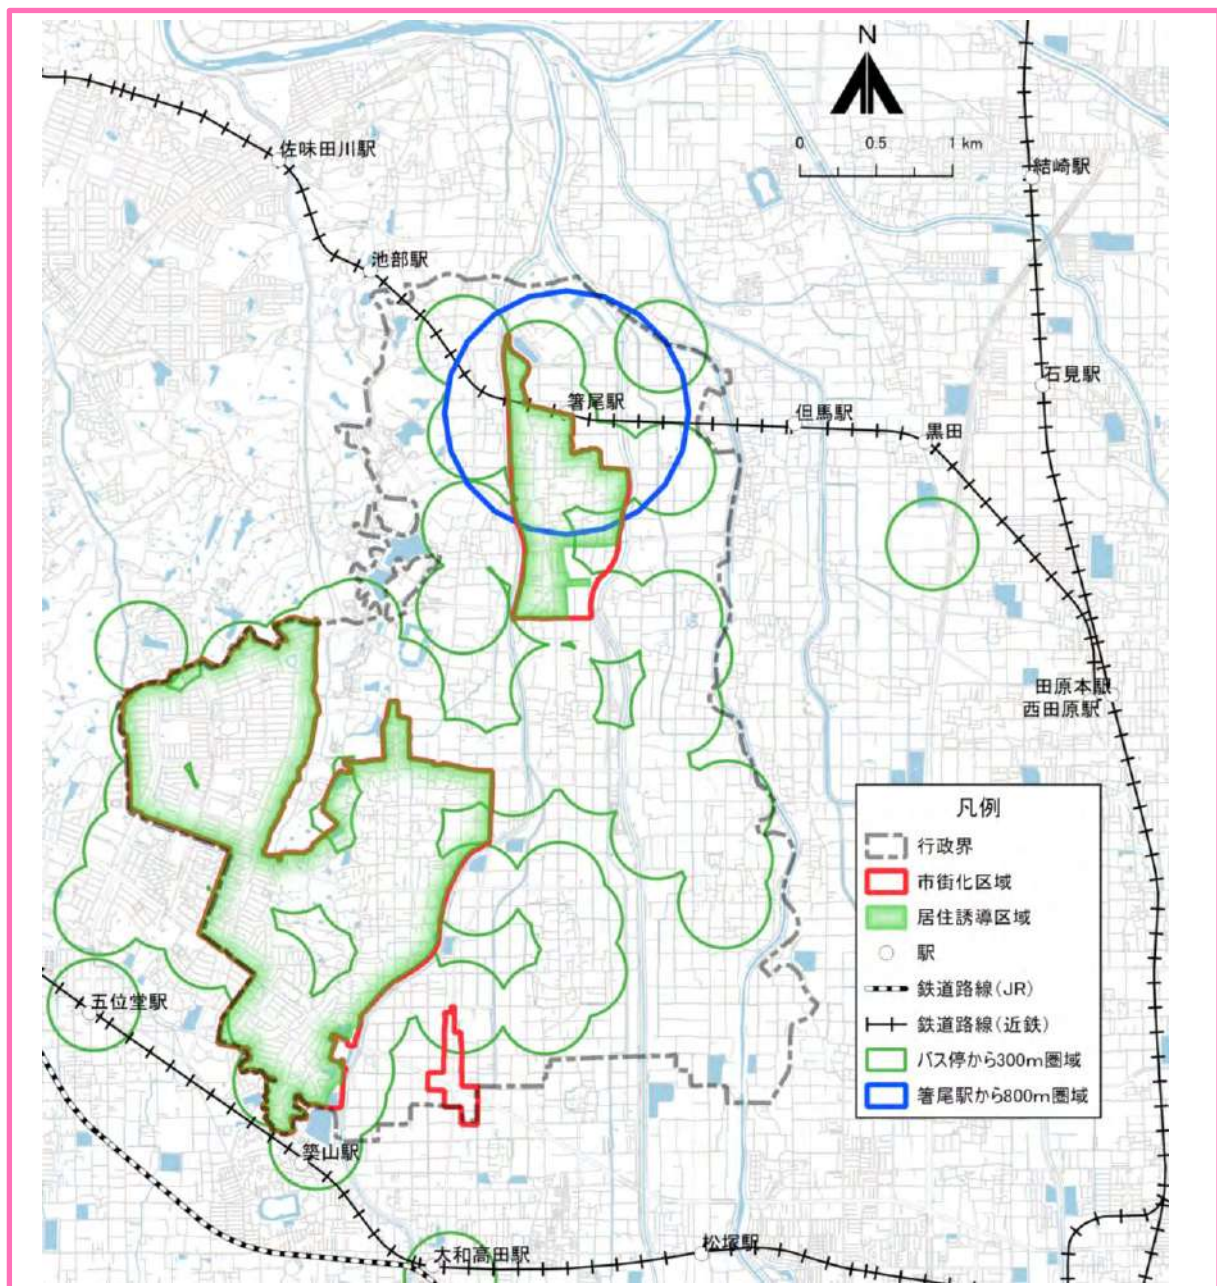 N
0 0.5 1 km
佐味田川駅
結崎駅
池部駅
石見駅
箸尾駅
但馬駅
黒田
田原本駅
西田原駅
凡例
行政界
市街化区域
居住誘導区域
駅
鉄道路線(JR)
鉄道路線(近鉄)
バス停から300m圏域
箸尾駅から800m圏域
五位堂駅
築山駅
大和高田駅
松塚駅